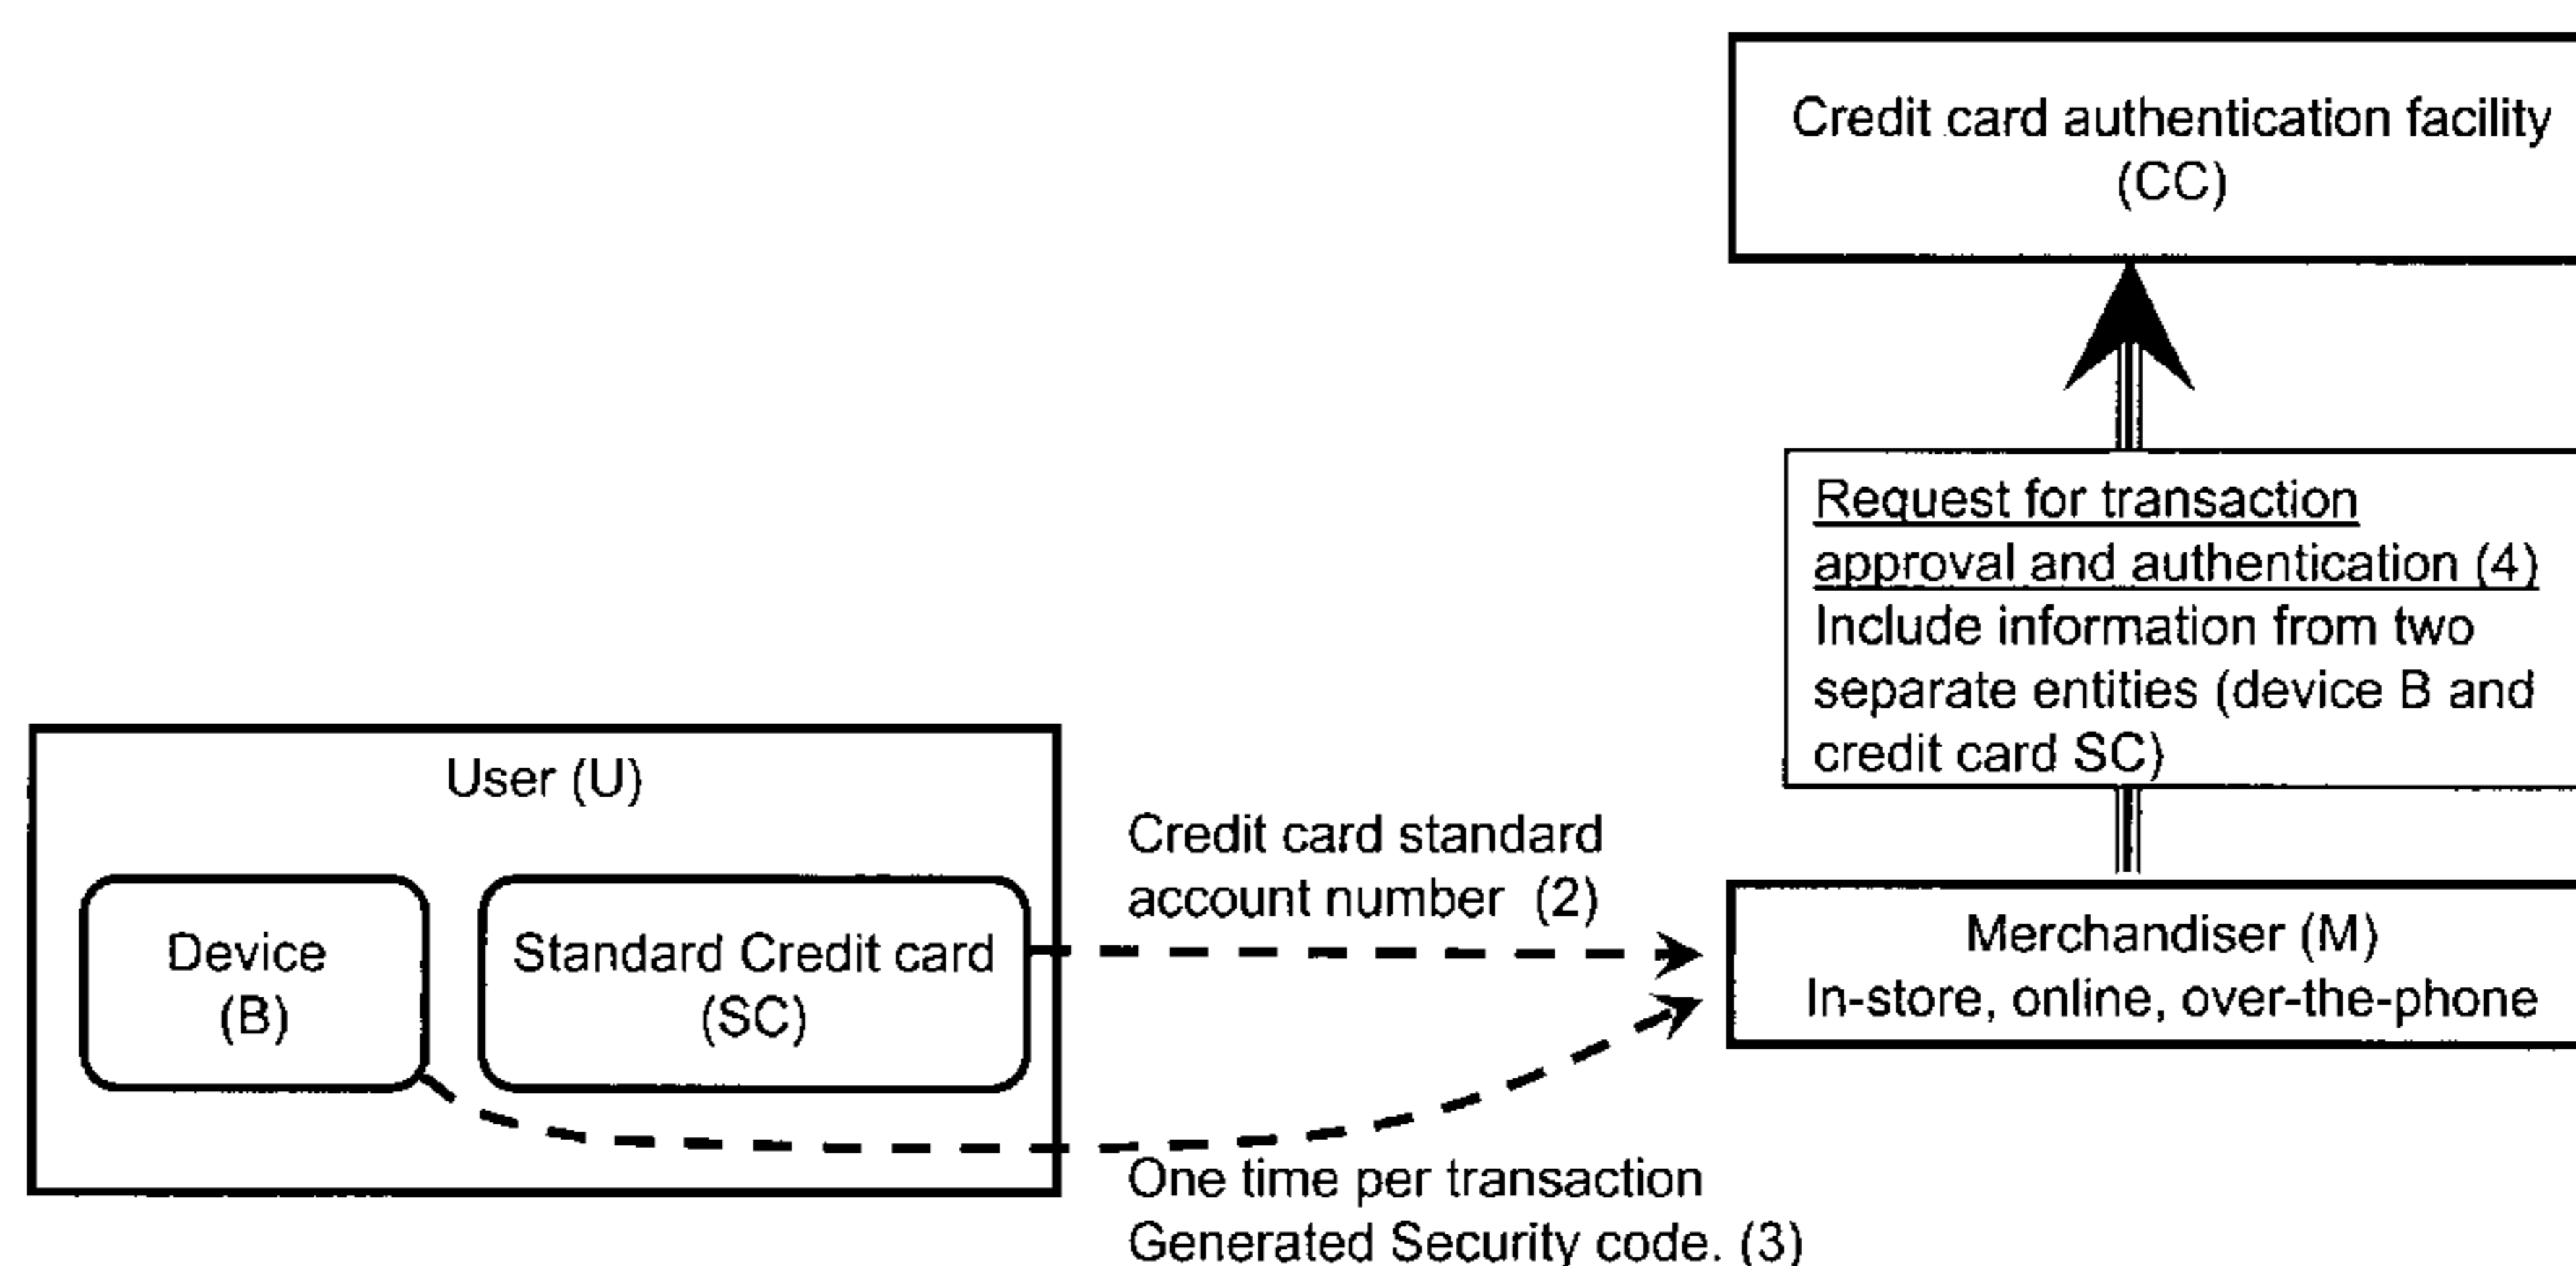 Credit card authentication facility
(CC)
Request for transaction
approval and authentication (4)
Include information from two
separate entities (device B and
credit card SC)
User (U)
Device
(B)
Standard Credit card
(SC)
Credit card standard
account number (2)
Merchandiser (M)
In-store, online, over-the-phone
One time per transaction
Generated Security code. (3)